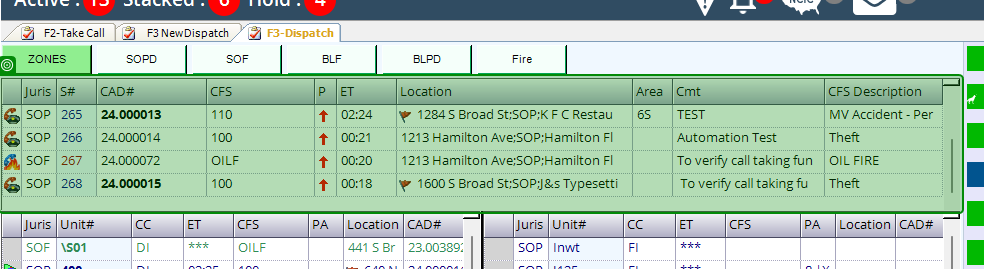 Active : 13 Stacked : 6 Hold : 4
NCIC
F2-Take Call F3 NewDispatch F3-Dispatch
ZONES SOPD SOF BLF BLPD Fire
Juris S# CAD# CFS P ET Location Area Cmt CFS Description
SOP 265 24.000013 110 02:24 1284 S Broad St;SOP;K F C Restau 6S TEST MV Accident - Per
SOP 266 24.000014 100 00:21 1213 Hamilton Ave;SOP;Hamilton Fl Automation Test Theft
SOF 267 24.000072 OILF 00:20 1213 Hamilton Ave;SOP;Hamilton Fl To verify call taking fun OIL FIRE
SOP 268 24.000015 100 00:18 1600 S Broad St;SOP;J&s Typesetti To verify call taking fu Theft
Juris Unit# CC ET CFS PA Location CAD# Juris Unit# CC ET CFS PA Location CAD#
SOF \S01 DI *** OILF 441 S Br 23.003892 SOP Inwt FI ***